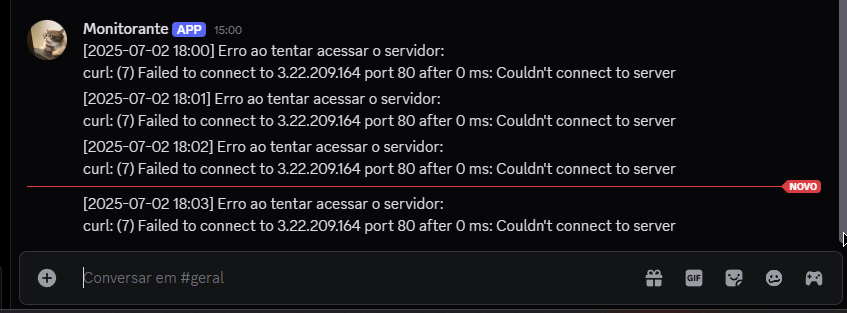 Monitorante APP 15:00
[2025-07-02 18:00] Erro ao tentar acessar o servidor:
curl: (7) Failed to connect to 3.22.209.164 port 80 after 0 ms: Couldn't connect to server
[2025-07-02 18:01] Erro ao tentar acessar o servidor:
curl: (7) Failed to connect to 3.22.209.164 port 80 after 0 ms: Couldn't connect to server
[2025-07-02 18:02] Erro ao tentar acessar o servidor:
curl: (7) Failed to connect to 3.22.209.164 port 80 after 0 ms: Couldn't connect to server
NOVO
[2025-07-02 18:03] Erro ao tentar acessar o servidor:
curl: (7) Failed to connect to 3.22.209.164 port 80 after 0 ms: Couldn't connect to server
Conversar em #geral
GIF